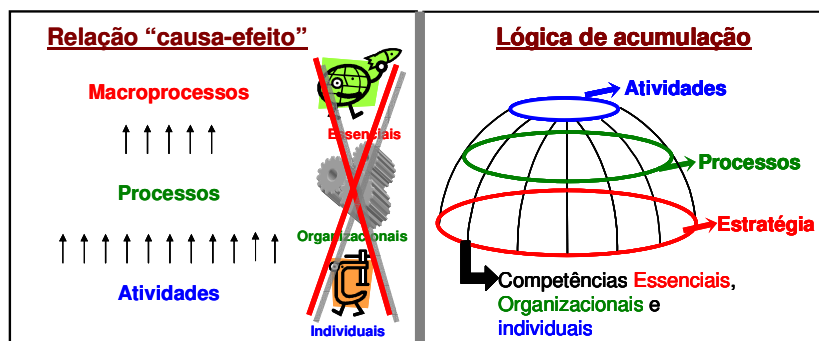 Relação “causa-efeito”
Macroprocessos
Essenciais
Processos
Organizacionais
Atividades
Individuais
Lógica de acumulação
Atividades
Processos
Estratégia
Competências Essenciais,
Organizacionais e
individuais